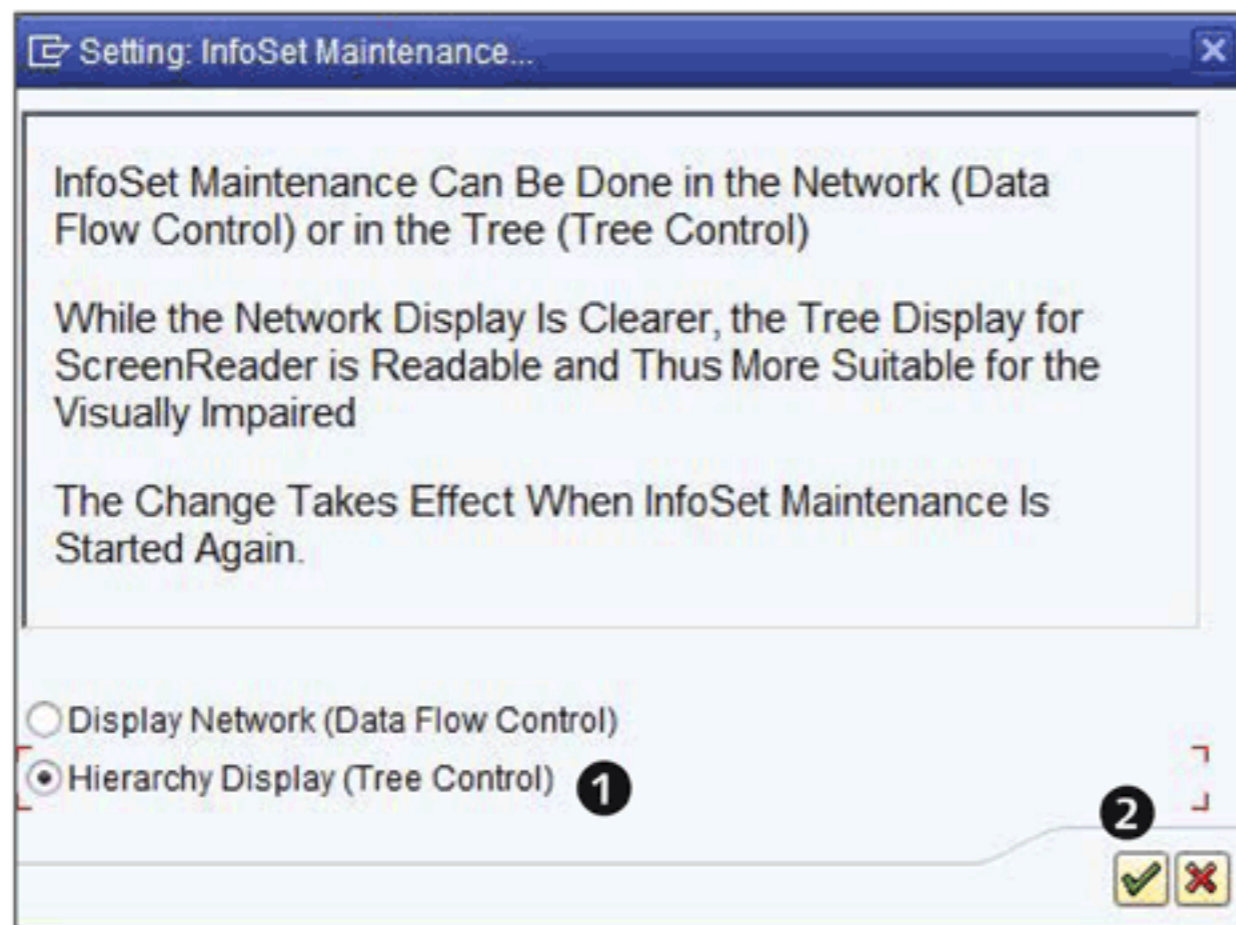 Setting: InfoSet Maintenance...
InfoSet Maintenance Can Be Done in the Network (Data
Flow Control) or in the Tree (Tree Control)
While the Network Display Is Clearer, the Tree Display for
ScreenReader is Readable and Thus More Suitable for the
Visually Impaired
The Change Takes Effect When InfoSet Maintenance Is
Started Again.
Display Network (Data Flow Control)
Hierarchy Display (Tree Control) 1
2